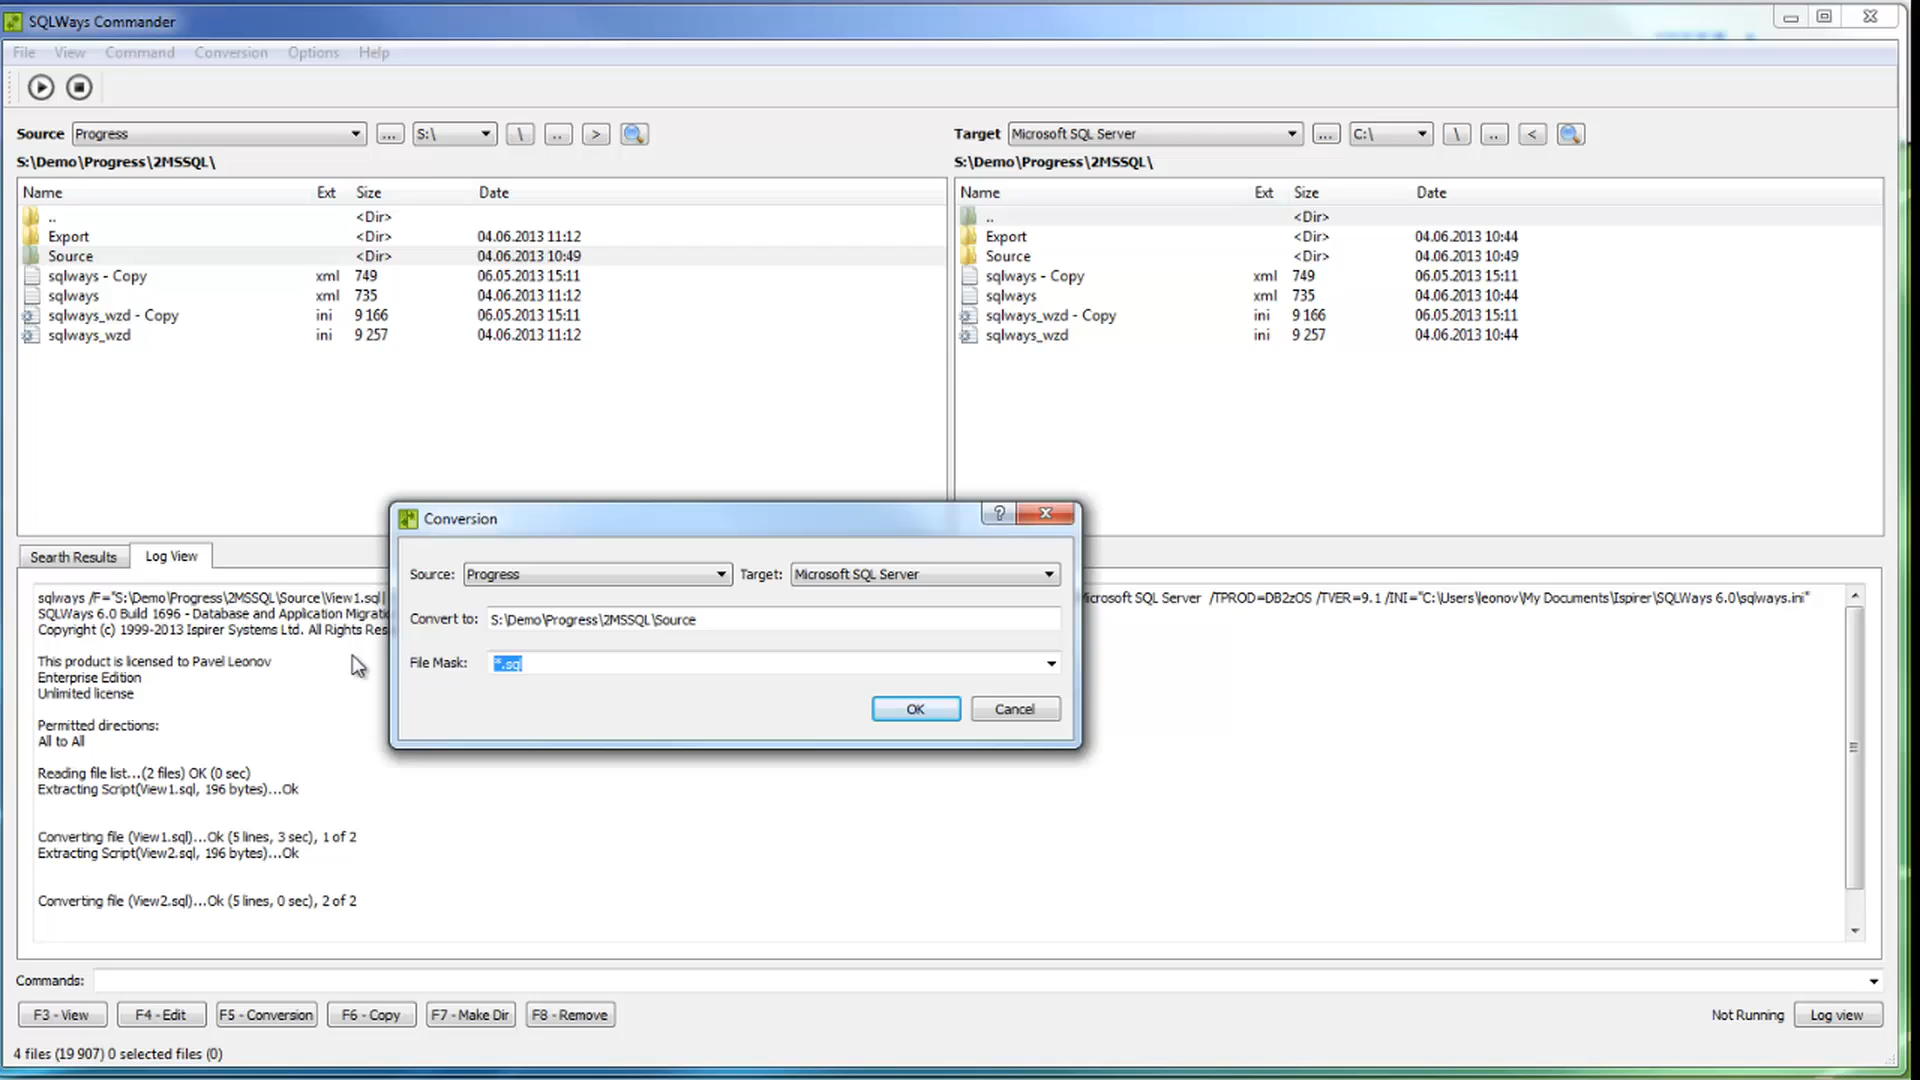 SQLWays Commander
File View Command Conversion Options Help
Source Progress ... S:\ \ .. >
Target Microsoft SQL Server ... C:\ \ .. <
S:\Demo\Progress\2MSSQL\
S:\Demo\Progress\2MSSQL\
Name Ext Size Date
.. <Dir>
Export <Dir> 04.06.2013 11:12
Source <Dir> 04.06.2013 10:49
sqlways - Copy xml 749 06.05.2013 15:11
sqlways xml 735 04.06.2013 11:12
sqlways_wzd - Copy ini 9 166 06.05.2013 15:11
sqlways_wzd ini 9 257 04.06.2013 11:12
Name Ext Size Date
.. <Dir>
Export <Dir> 04.06.2013 10:44
Source <Dir> 04.06.2013 10:49
sqlways - Copy xml 749 06.05.2013 15:11
sqlways xml 735 04.06.2013 10:44
sqlways_wzd - Copy ini 9 166 06.05.2013 15:11
sqlways_wzd ini 9 257 04.06.2013 10:44
Conversion ?
Source: Progress Target: Microsoft SQL Server
Convert to: S:\Demo\Progress\2MSSQL\Source
File Mask: *.sql
OK Cancel
Searth Results Log View
sqlways /F="S:\Demo\Progress\2MSSQL\Source\View1.sql| Microsoft SQL Server /TPROD=DB2zOS /TVER=9.1 /INI="C:\Users\leonov\My Documents\Ispirer\SQLWays 6.0\sqlways.ini"
SQLWays 6.0 Build 1696 - Database and Application Migratio
Copyright (c) 1999-2013 Ispirer Systems Ltd. All Rights Res
This product is licensed to Pavel Leonov
Enterprise Edition
Unlimited license
Permitted directions:
All to All
Reading file list...(2 files) OK (0 sec)
Extracting Script(View1.sql, 196 bytes)...Ok
Converting file (View1.sql)...Ok (5 lines, 3 sec), 1 of 2
Extracting Script(View2.sql, 196 bytes)...Ok
Converting file (View2.sql)...Ok (5 lines, 0 sec), 2 of 2
Commands:
F3 - View F4 - Edit F5 - Conversion F6 - Copy F7 - Make Dir F8 - Remove Not Running Log view
4 files (19 907) 0 selected files (0)